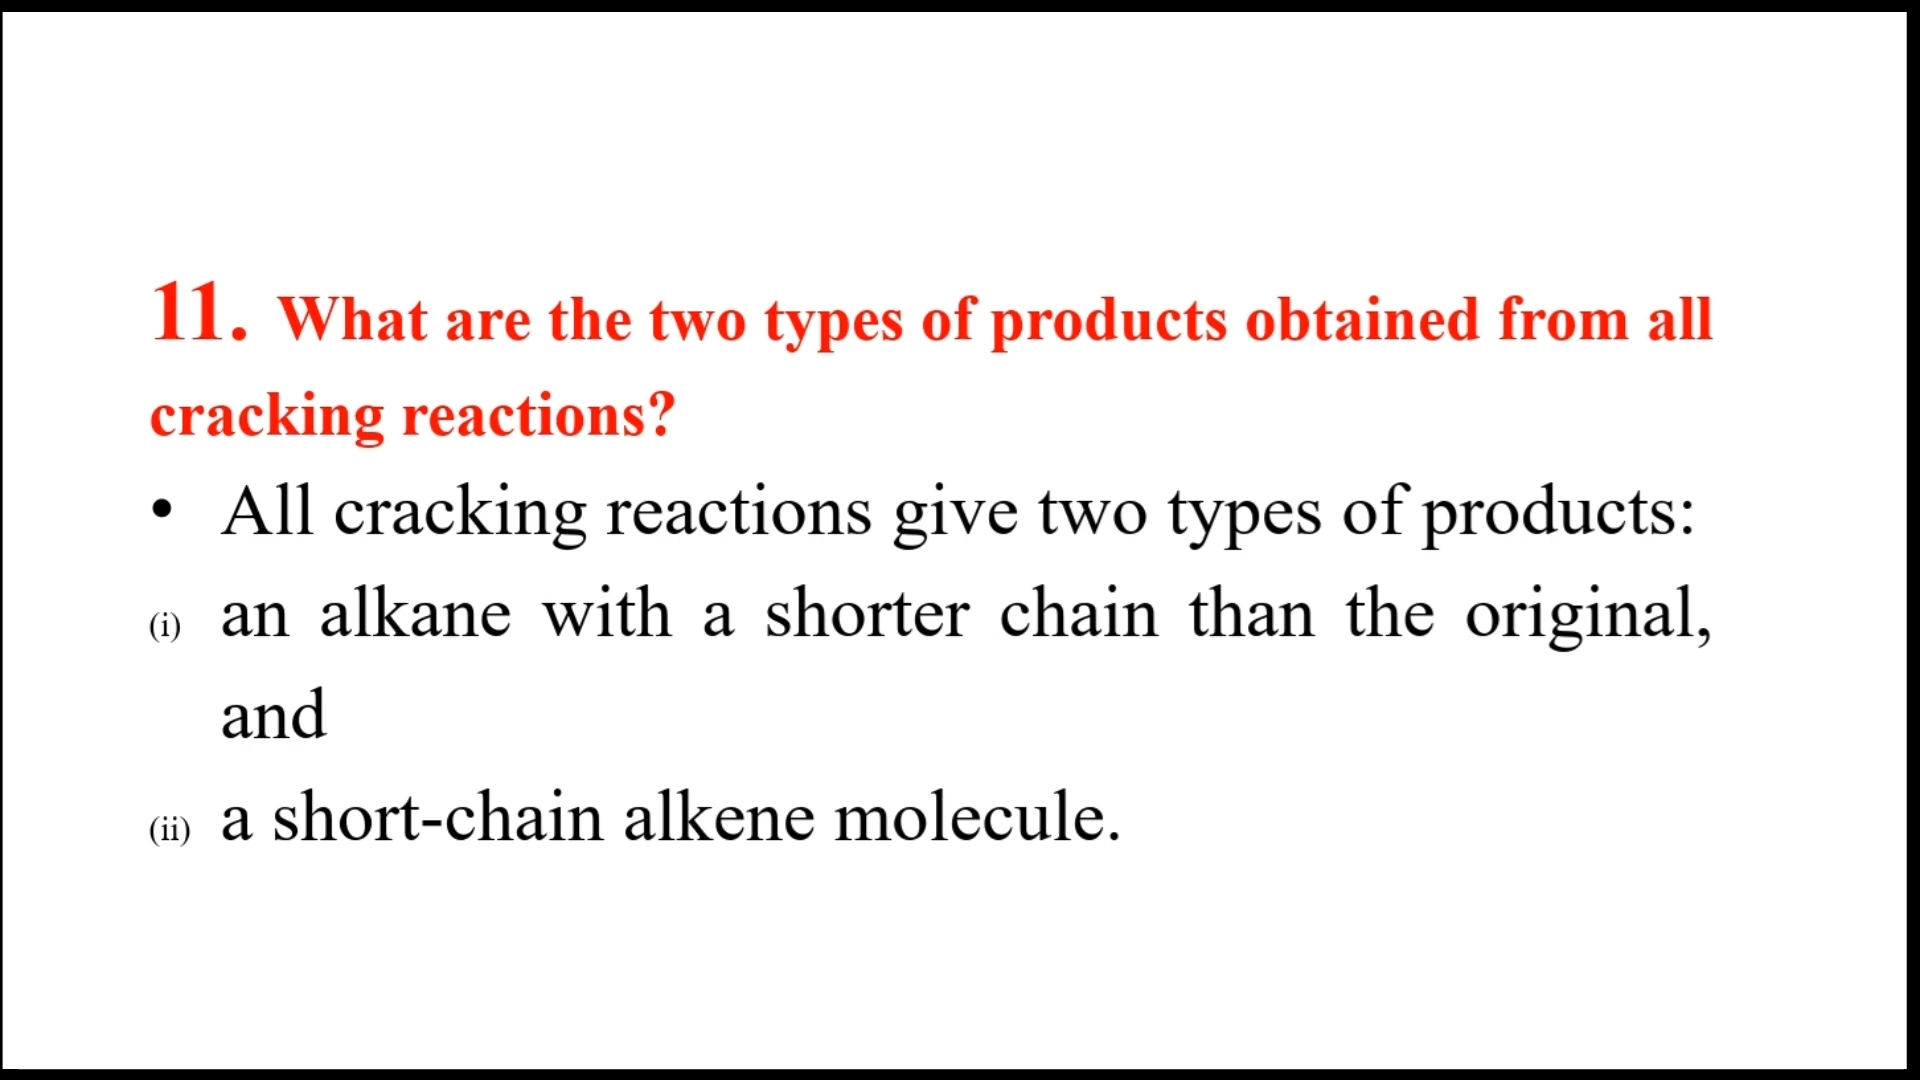 11. What are the two types of products obtained from all
cracking reactions?
• All cracking reactions give two types of products:
(i) an alkane with a shorter chain than the original,
and
(ii) a short-chain alkene molecule.